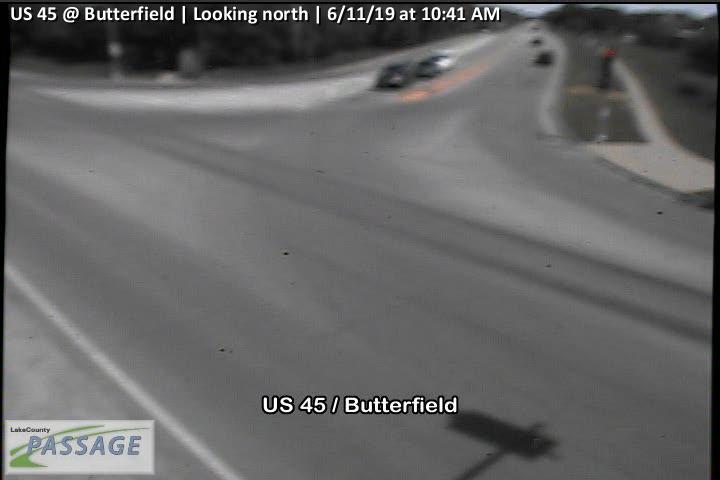 US 45 @ Butterfield | Looking north | 6/11/19 at 10:41 AM
US 45 / Butterfield
LakeCounty
PASSAGE